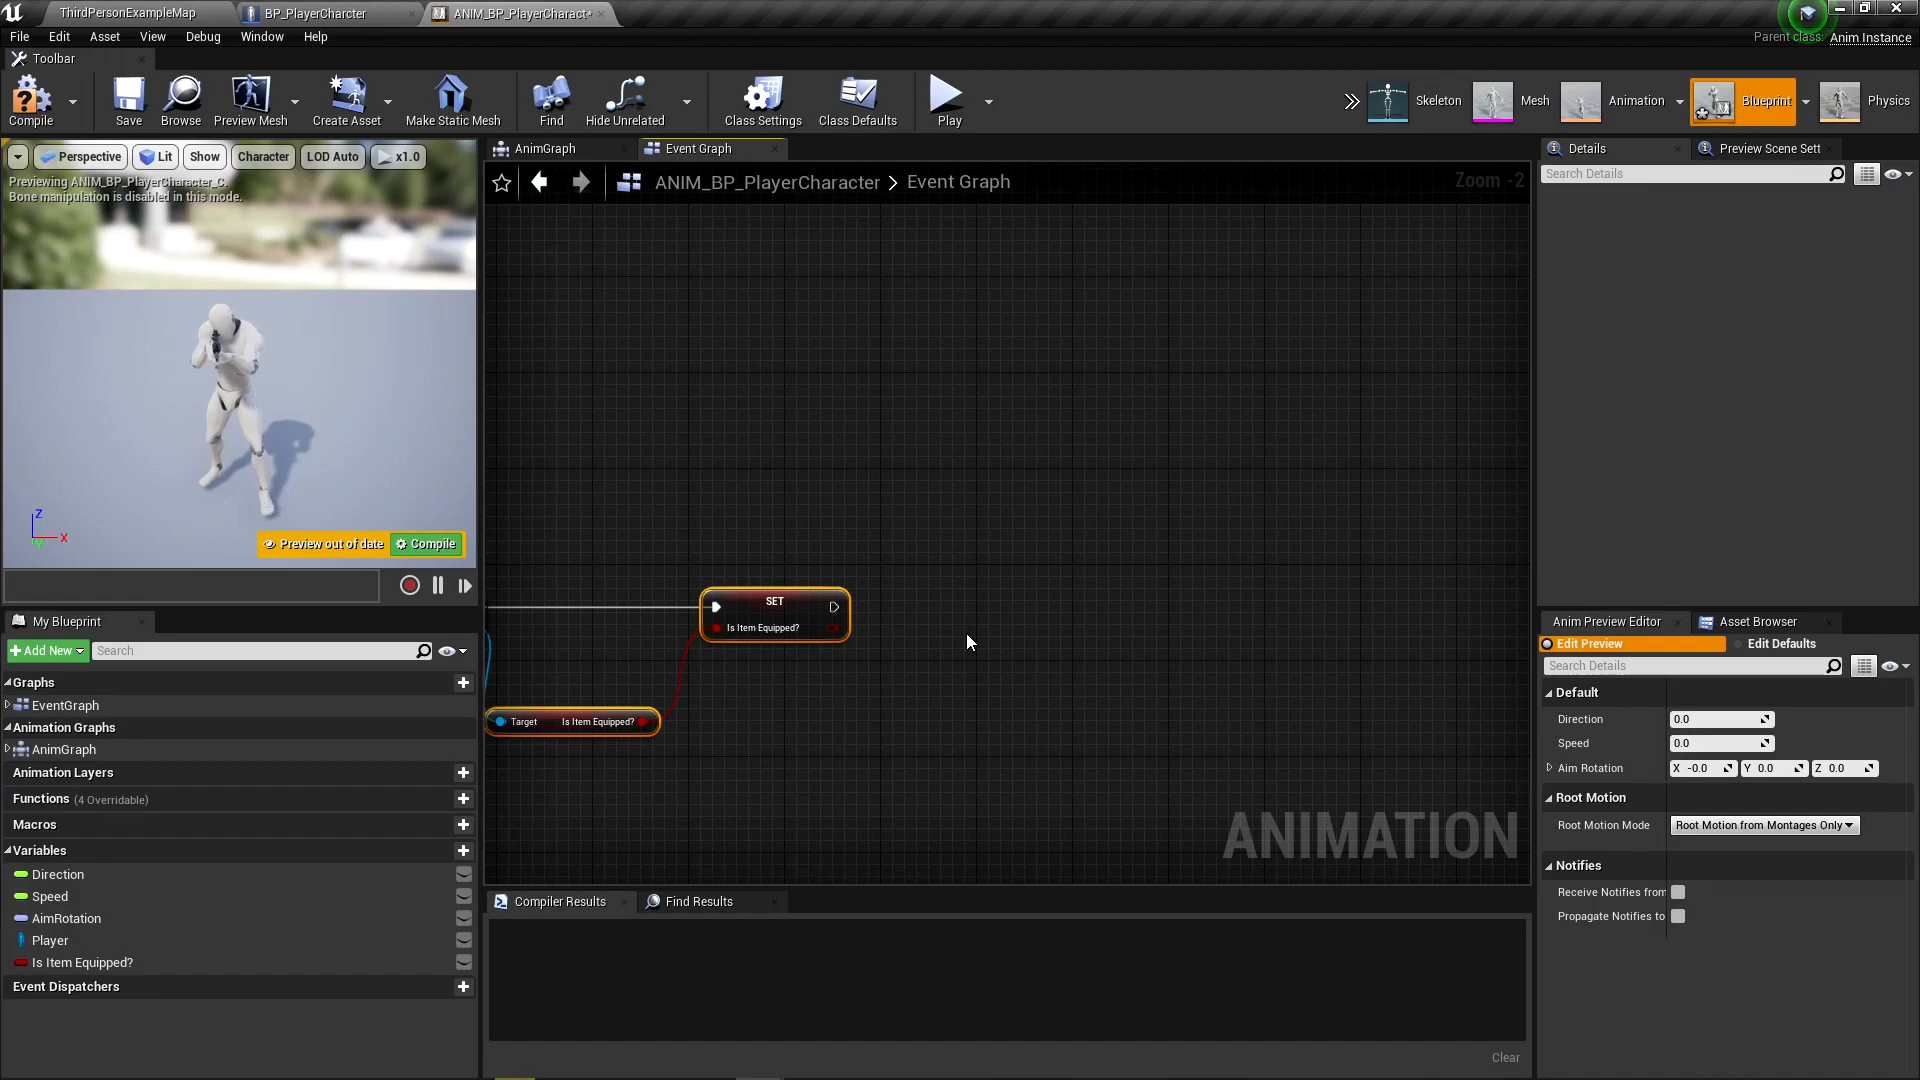 ThirdPersonExampleMap
BP_PlayerCharcter
ANIM_BP_PlayerCharact*
File Edit Asset View Debug Window Help
Parent class: Anim Instance
Toolbar
Compile
Save
Browse
Preview Mesh
Create Asset
Make Static Mesh
Find
Hide Unrelated
Class Settings
Class Defaults
Play
Skeleton
Mesh
Animation
Blueprint
Physics
Perspective
Lit
Show
Character
LOD Auto
x1.0
Previewing ANIM_BP_PlayerCharacter_C.
Bone manipulation is disabled in this mode.
Z
X
Y
Preview out of date
Compile
AnimGraph
Event Graph
ANIM_BP_PlayerCharacter > Event Graph
Zoom -2
SET
Is Item Equipped?
Target Is Item Equipped?
ANIMATION
My Blueprint
+ Add New
Search
Graphs
EventGraph
Animation Graphs
AnimGraph
Animation Layers
Functions (4 Overridable)
Macros
Variables
Direction
Speed
AimRotation
Player
Is Item Equipped?
Event Dispatchers
Compiler Results
Find Results
Clear
Details
Preview Scene Sett
Search Details
Anim Preview Editor
Asset Browser
Edit Preview
Edit Defaults
Search Details
Default
Direction 0.0
Speed 0.0
Aim Rotation X -0.0 Y 0.0 Z 0.0
Root Motion
Root Motion Mode Root Motion from Montages Only
Notifies
Receive Notifies from
Propagate Notifies to